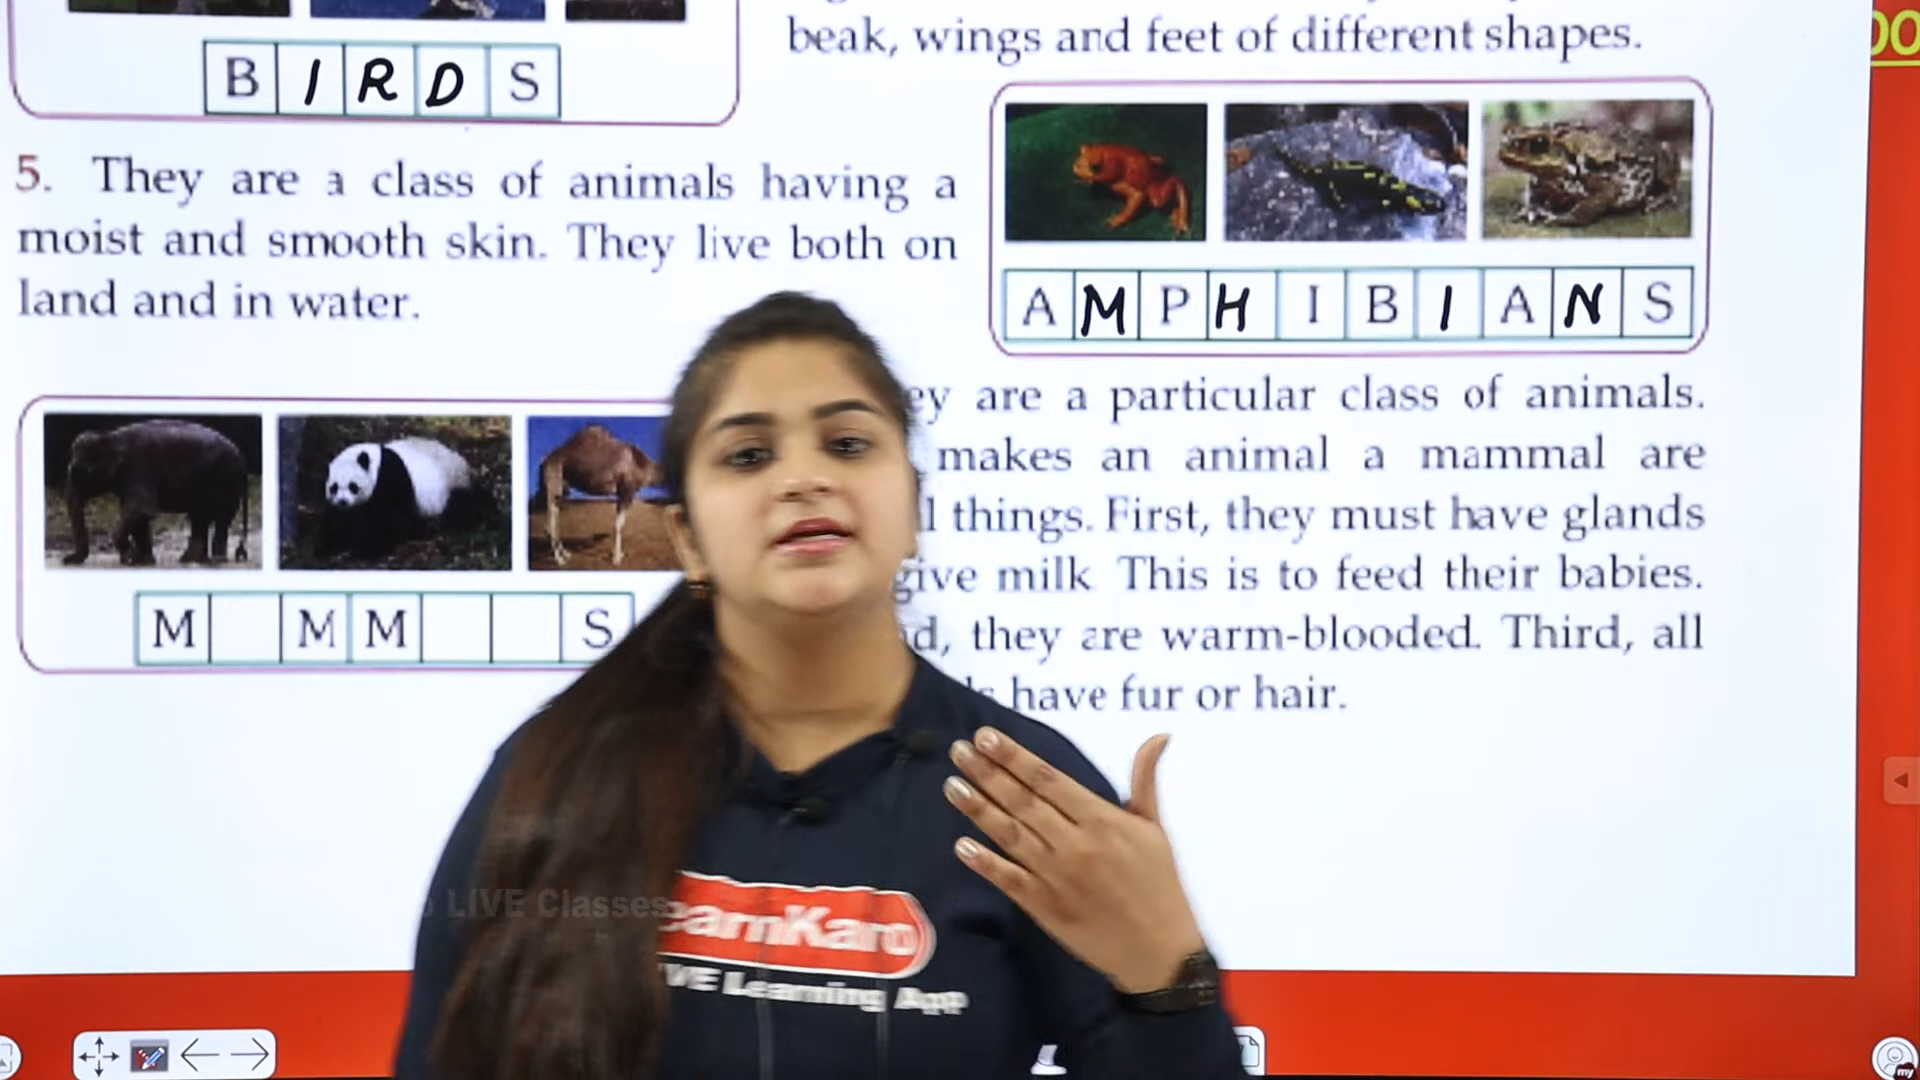 beak, wings and feet of different shapes.
B I R D S
5. They are a class of animals having a
moist and smooth skin. They live both on
land and in water.
A M P H I B I A N S
are a particular class of animals.
makes an animal a mammal are
things. First, they must have glands
give milk This is to feed their babies.
they are warm-blooded. Third, all
have fur or hair.
M M M S
LIVE Classes
earnKaro
VE Learning App
my